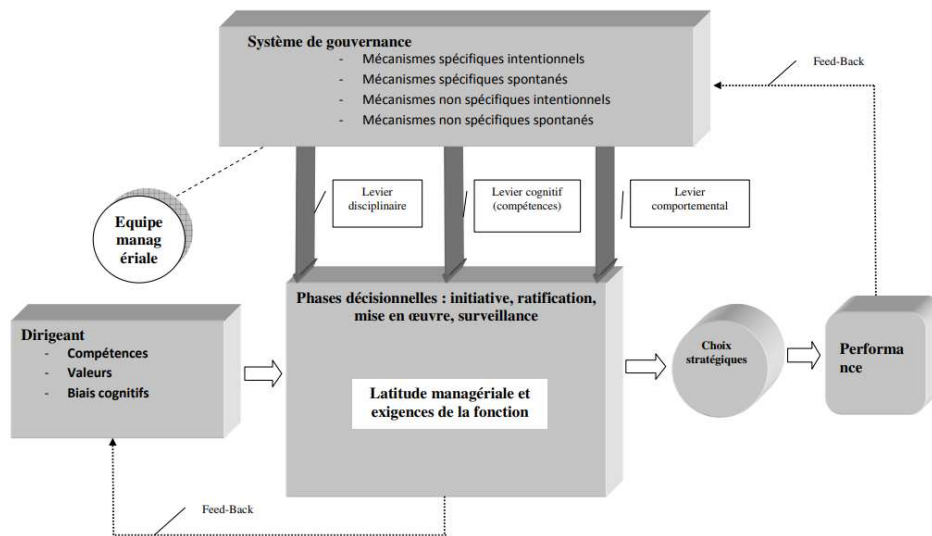 Système de gouvernance
- Mécanismes spécifiques intentionnels
- Mécanismes spécifiques spontanés
- Mécanismes non spécifiques intentionnels
- Mécanismes non spécifiques spontanés
Feed-Back
Levier
disciplinaire
Levier cognitif
(compétences)
Levier
comportemental
Equipe
manag
ériale
Phases décisionnelles : initiative, ratification,
mise en œuvre, surveillance
Dirigeant
- Compétences
- Valeurs
- Biais cognitifs
Latitude managériale et
exigences de la fonction
Choix
stratégiques
Performa
nce
Feed-Back